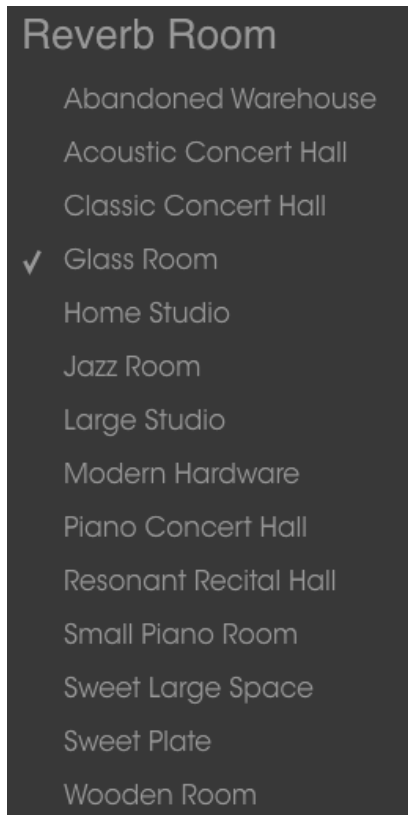 Reverb Room
Abandoned Warehouse
Acoustic Concert Hall
Classic Concert Hall
✓ Glass Room
Home Studio
Jazz Room
Large Studio
Modern Hardware
Piano Concert Hall
Resonant Recital Hall
Small Piano Room
Sweet Large Space
Sweet Plate
Wooden Room